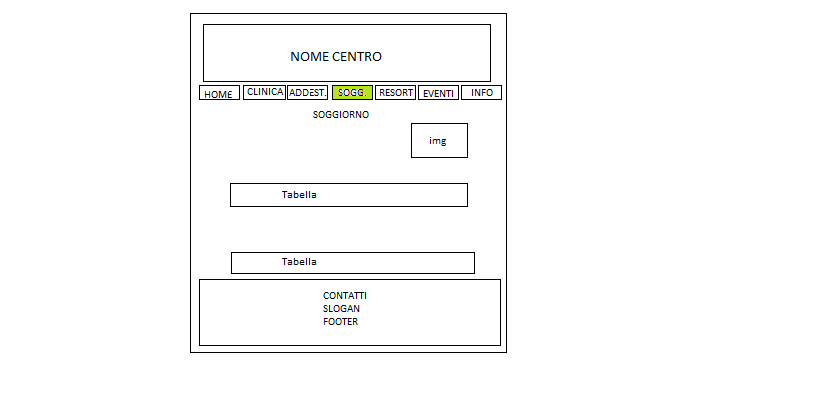 NOME CENTRO
HOME CLINICA ADDEST. SOGG. RESORT EVENTI INFO
SOGGIORNO
img
Tabella
Tabella
CONTATTI
SLOGAN
FOOTER